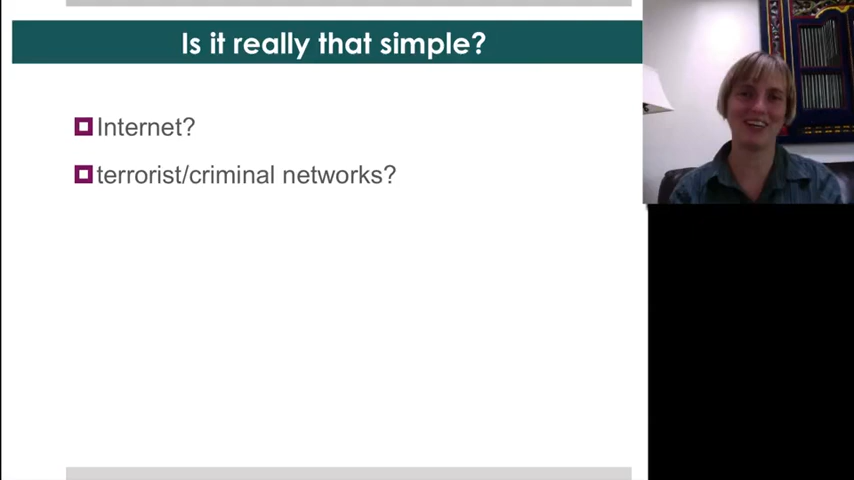 Is it really that simple?
Internet?
terrorist/criminal networks?